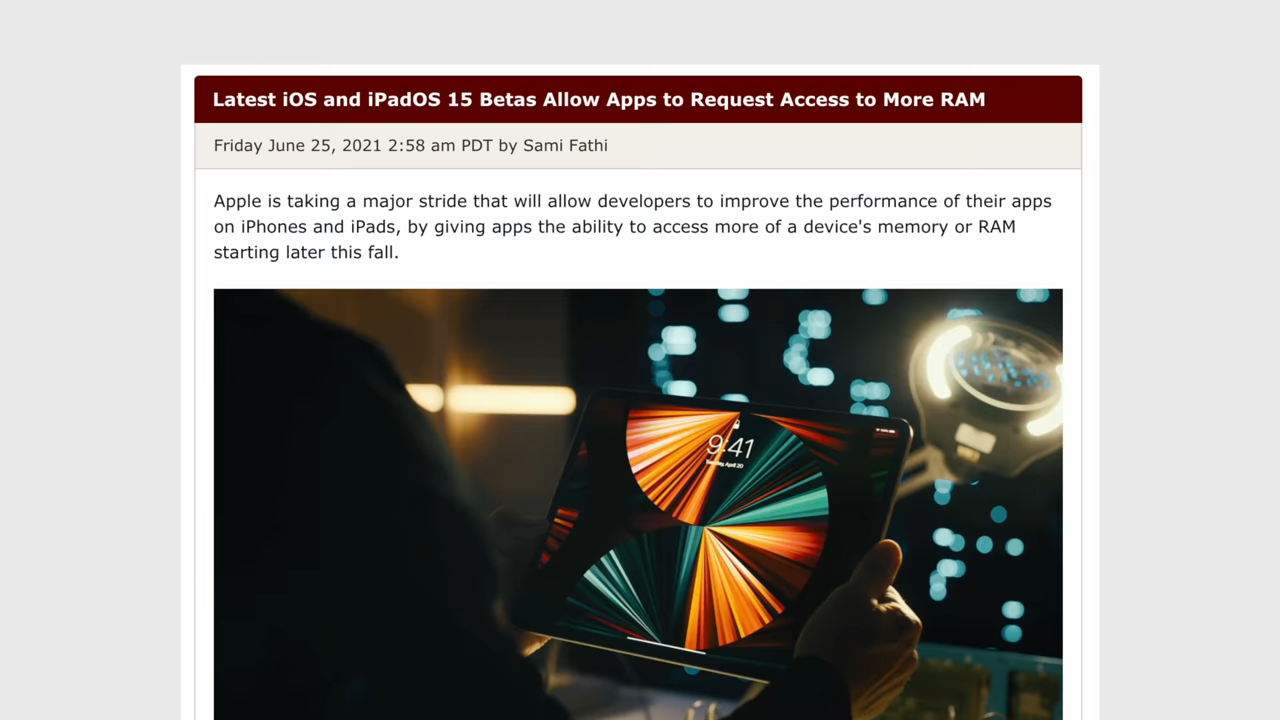 Latest iOS and iPadOS 15 Betas Allow Apps to Request Access to More RAM
Friday June 25, 2021 2:58 am PDT by Sami Fathi
Apple is taking a major stride that will allow developers to improve the performance of their apps
on iPhones and iPads, by giving apps the ability to access more of a device's memory or RAM
starting later this fall.
9:41
Tuesday, April 20